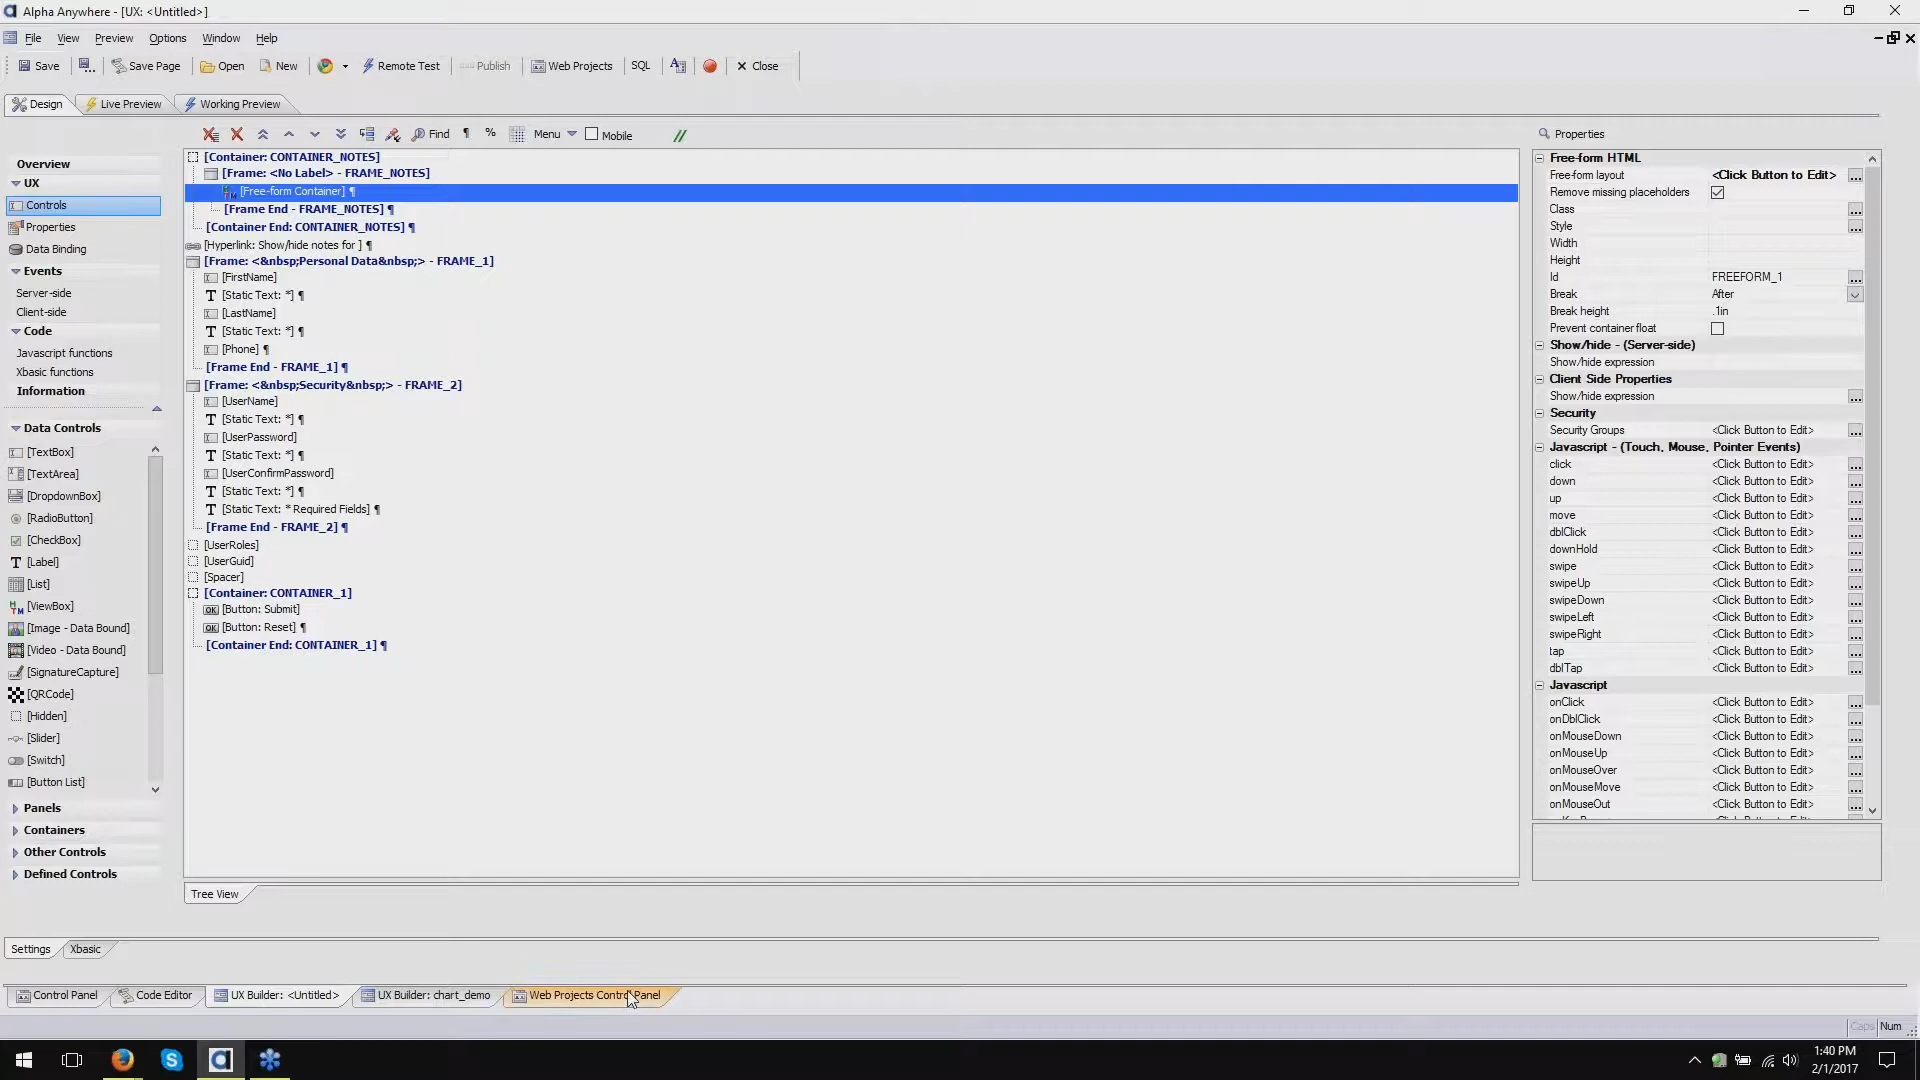 Alpha Anywhere - [UX: <Untitled>]
File View Preview Options Window Help
Save Save Page Open New Remote Test Publish Web Projects SQL Close
Design Live Preview Working Preview
Find ¶ % Menu Mobile //
Properties
Overview
UX
Controls
Properties
Data Binding
Events
Server-side
Client-side
Code
Javascript functions
Xbasic functions
Information
Data Controls
[TextBox]
[TextArea]
[DropdownBox]
[RadioButton]
[CheckBox]
[Label]
[List]
[ViewBox]
[Image - Data Bound]
[Video - Data Bound]
[SignatureCapture]
[QRCode]
[Hidden]
[Slider]
[Switch]
[Button List]
Panels
Containers
Other Controls
Defined Controls
[Container: CONTAINER_NOTES]
[Frame: <No Label> - FRAME_NOTES]
[Free-form Container] ¶
[Frame End - FRAME_NOTES] ¶
[Container End: CONTAINER_NOTES] ¶
[Hyperlink: Show/hide notes for ] ¶
[Frame: <&nbsp;Personal Data&nbsp;> - FRAME_1]
[FirstName]
[Static Text: *] ¶
[LastName]
[Static Text: *] ¶
[Phone] ¶
[Frame End - FRAME_1] ¶
[Frame: <&nbsp;Security&nbsp;> - FRAME_2]
[UserName]
[Static Text: *] ¶
[UserPassword]
[Static Text: *] ¶
[UserConfirmPassword]
[Static Text: *] ¶
[Static Text: * Required Fields] ¶
[Frame End - FRAME_2] ¶
[UserRoles]
[UserGuid]
[Spacer]
[Container: CONTAINER_1]
OK [Button: Submit]
OK [Button: Reset] ¶
[Container End: CONTAINER_1] ¶
Tree View
Free-form HTML
Free-form layout <Click Button to Edit> ...
Remove missing placeholders
Class ...
Style ...
Width
Height
Id FREEFORM_1 ...
Break After
Break height .1in
Prevent container float
Show/hide - (Server-side)
Show/hide expression
Client Side Properties
Show/hide expression ...
Security
Security Groups <Click Button to Edit> ...
Javascript - (Touch, Mouse, Pointer Events)
click <Click Button to Edit> ...
down <Click Button to Edit> ...
up <Click Button to Edit> ...
move <Click Button to Edit> ...
dblClick <Click Button to Edit> ...
downHold <Click Button to Edit> ...
swipe <Click Button to Edit> ...
swipeUp <Click Button to Edit> ...
swipeDown <Click Button to Edit> ...
swipeLeft <Click Button to Edit> ...
swipeRight <Click Button to Edit> ...
tap <Click Button to Edit> ...
dblTap <Click Button to Edit> ...
Javascript
onClick <Click Button to Edit> ...
onDblClick <Click Button to Edit> ...
onMouseDown <Click Button to Edit> ...
onMouseUp <Click Button to Edit> ...
onMouseOver <Click Button to Edit> ...
onMouseMove <Click Button to Edit> ...
onMouseOut <Click Button to Edit> ...
Settings Xbasic
Control Panel Code Editor UX Builder: <Untitled> UX Builder: chart_demo Web Projects Control Panel
Caps Num
1:40 PM
2/1/2017